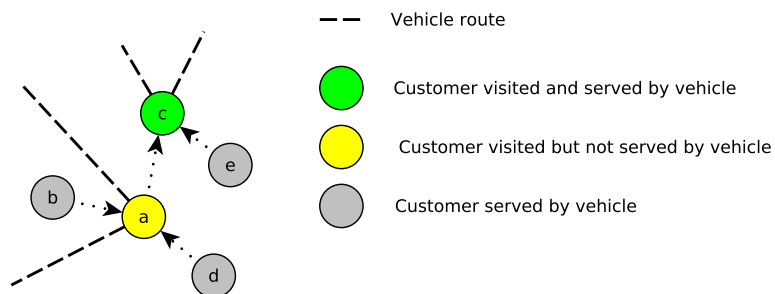 Vehicle route
c
Customer visited and served by vehicle
e
Customer visited but not served by vehicle
b
a
Customer served by vehicle
d